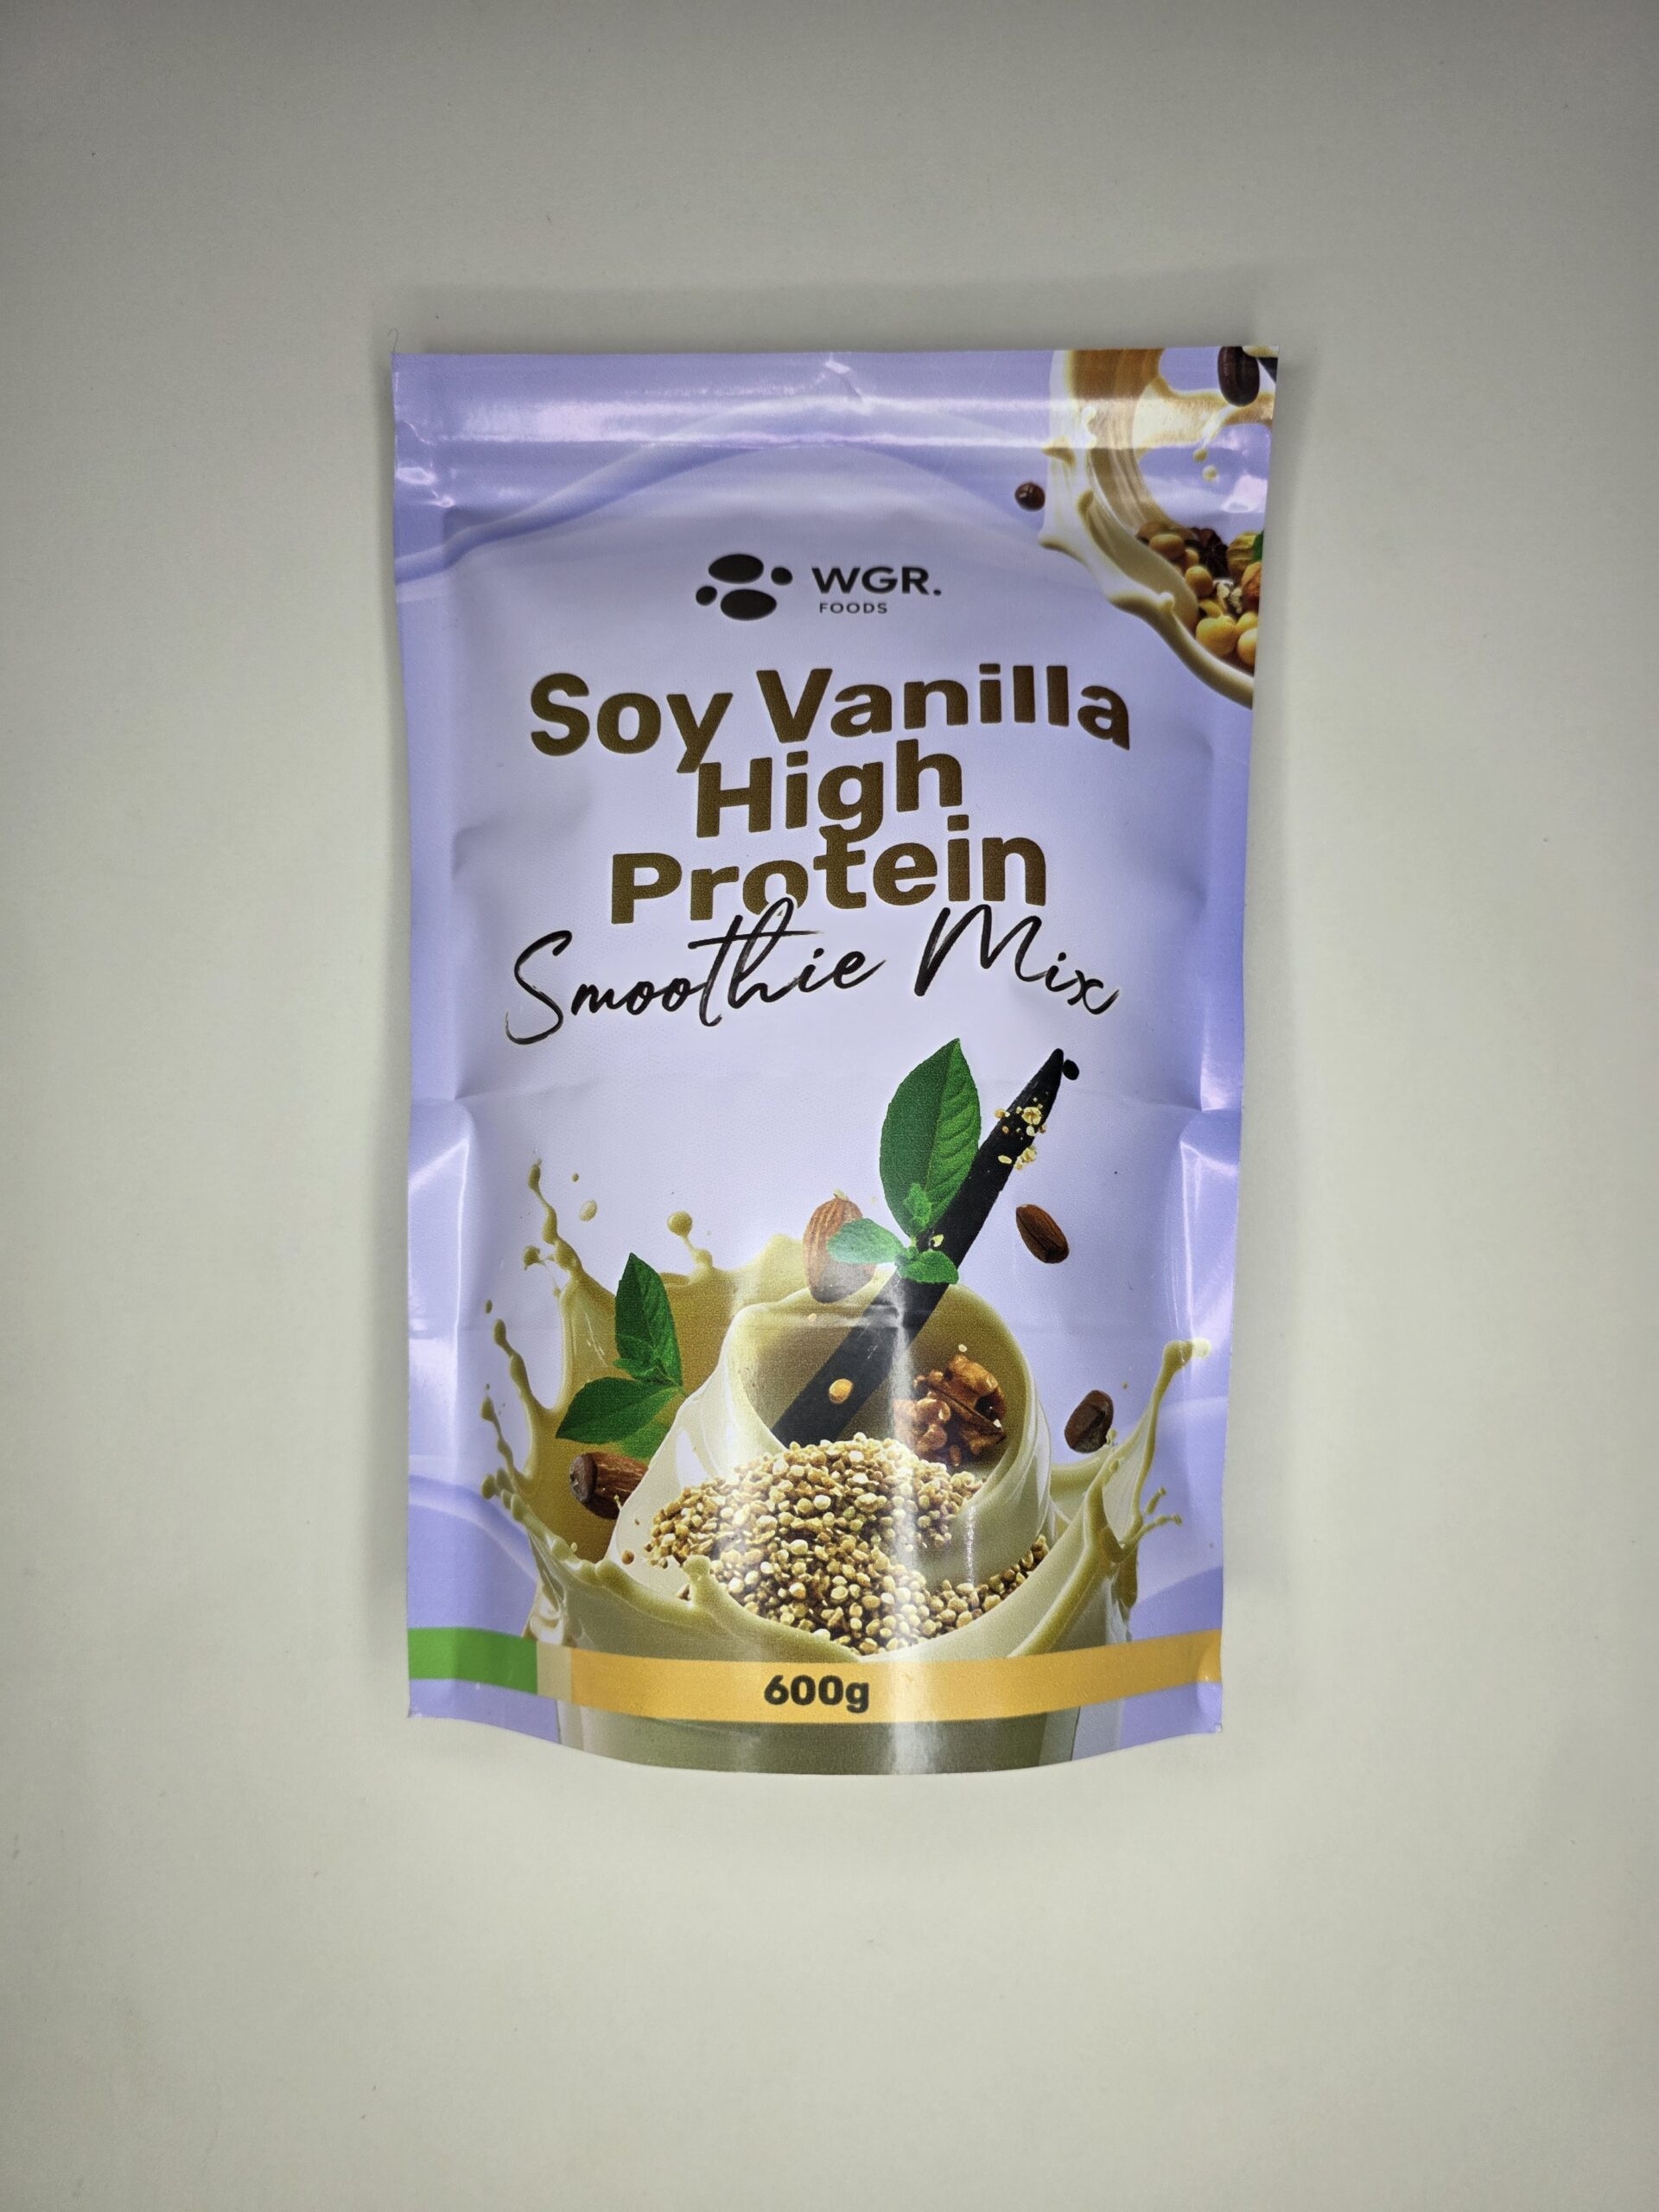 WGR.
FOODS
Soy Vanilla
High
Protein
Smoothie Mix
600g